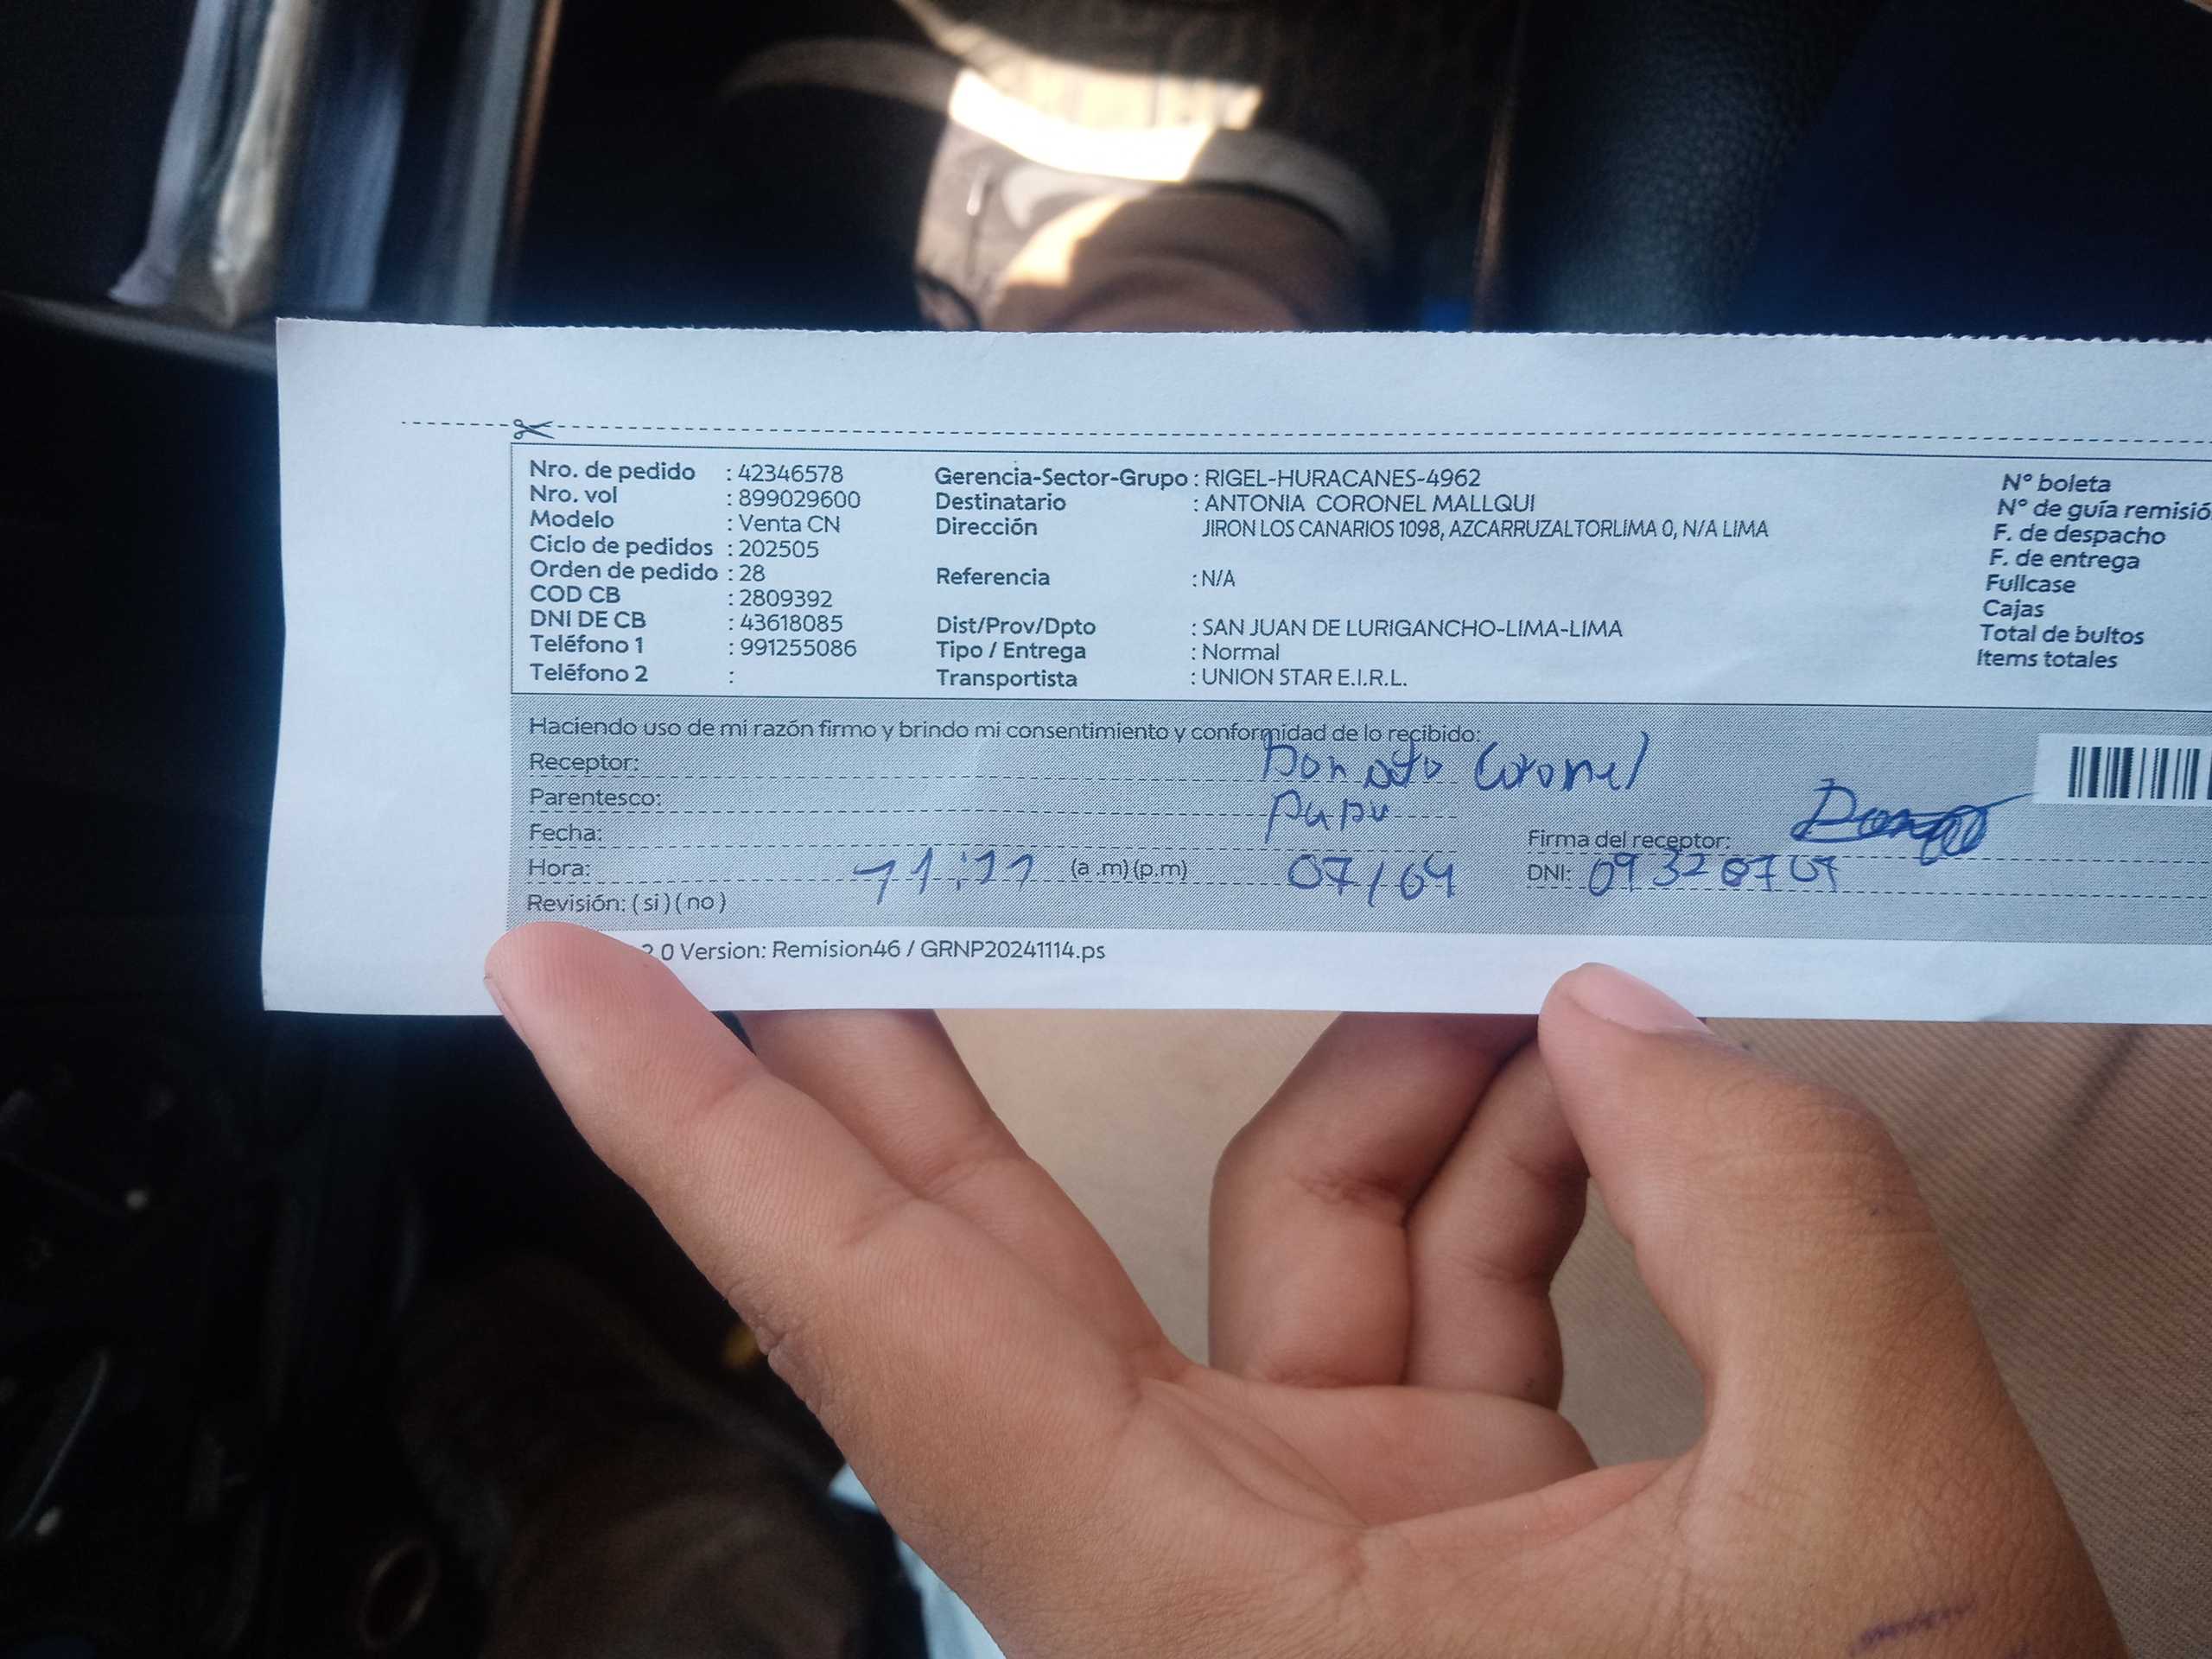 Nro. de pedido : 42346578
Nro. vol : 899029600
Modelo : Venta CN
Ciclo de pedidos : 202505
Orden de pedido : 28
COD CB : 2809392
DNI DE CB : 43618085
Teléfono 1 : 991255086
Teléfono 2 :
Gerencia-Sector-Grupo : RIGEL-HURACANES-4962
Destinatario : ANTONIA CORONEL MALLQUI
Dirección JIRON LOS CANARIOS 1098, AZCARRUZALTORLIMA 0, N/A LIMA
Referencia : N/A
Dist/Prov/Dpto : SAN JUAN DE LURIGANCHO-LIMA-LIMA
Tipo / Entrega : Normal
Transportista : UNION STAR E.I.R.L.
N° boleta
N° de guía remisió
F. de despacho
F. de entrega
Fullcase
Cajas
Total de bultos
Items totales
Haciendo uso de mi razón firmo y brindo mi consentimiento y conformidad de lo recibido:
Receptor: Donato Coronel
Parentesco: papa
Fecha:
Firma del receptor:
Hora: 11:11 (a.m)(p.m) 07/04
DNI:
Revisión: (si)(no)
2.0 Version: Remision46 / GRNP20241114.ps